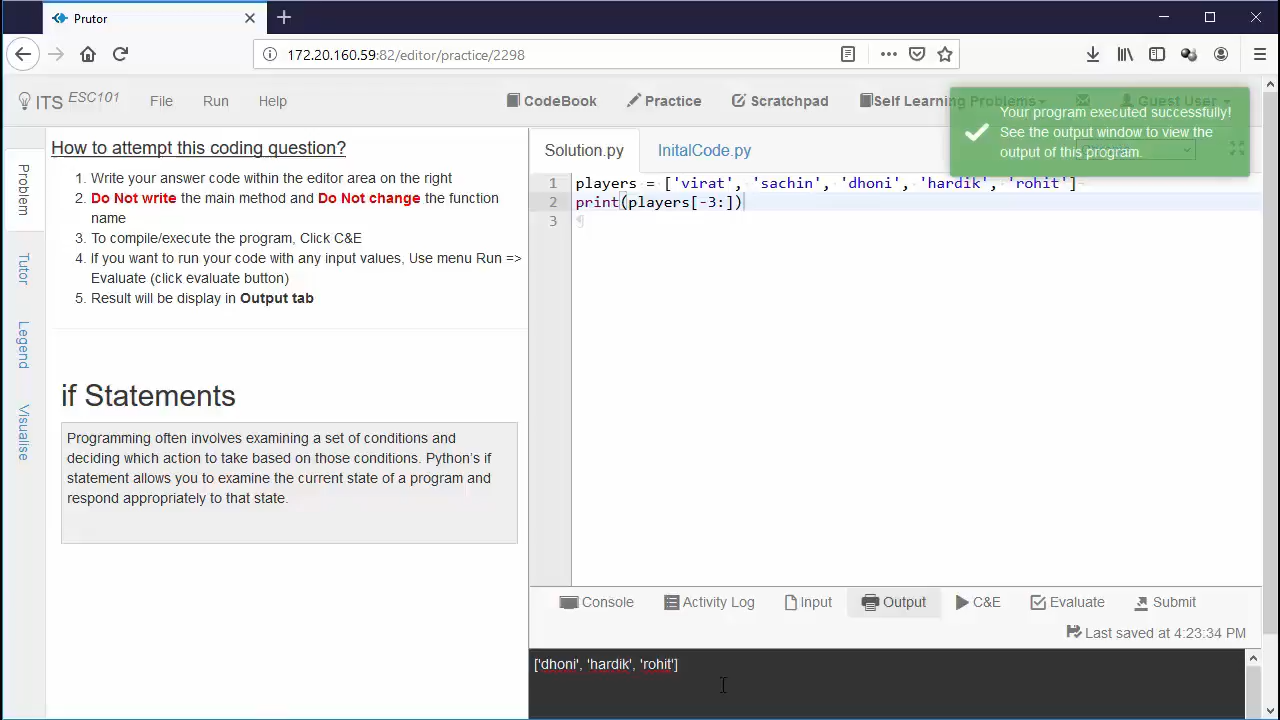 Prutor
172.20.160.59:82/editor/practice/2298
ITS ESC101 File Run Help CodeBook Practice Scratchpad Self Learning Problems Guest User
Your program executed successfully!
See the output window to view the
output of this program.
Problem
Tutor
Legend
Visualise
How to attempt this coding question?
1. Write your answer code within the editor area on the right
2. Do Not write the main method and Do Not change the function
name
3. To compile/execute the program, Click C&E
4. If you want to run your code with any input values, Use menu Run =>
Evaluate (click evaluate button)
5. Result will be display in Output tab
if Statements
Programming often involves examining a set of conditions and
deciding which action to take based on those conditions. Python's if
statement allows you to examine the current state of a program and
respond appropriately to that state.
Solution.py InitalCode.py
1 players = ['virat', 'sachin', 'dhoni', 'hardik', 'rohit']
2 print(players[-3:])
3 ¶
Console Activity Log Input Output C&E Evaluate Submit
Last saved at 4:23:34 PM
['dhoni', 'hardik', 'rohit']